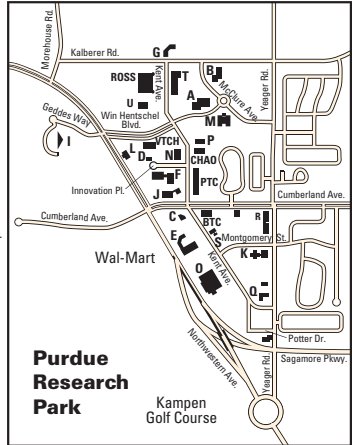 Morehouse Rd.
Kalberer Rd.
G
ROSS
Kent Ave.
T
B
A
McClure Ave.
Yeager Rd.
U
Win Hentschel
Blvd.
Geddes Way
M
I
VTCH
P
L
D
N
CHAO
Innovation Pl.
F
PTC
J
Cumberland Ave.
Cumberland Ave.
C
BTC
R
E
S
Montgomery St.
Wal-Mart
Kent Ave.
K
O
Q
Northwestern Ave.
Potter Dr.
Yeager Rd.
Sagamore Pkwy.
Purdue
Research
Park
Kampen
Golf Course